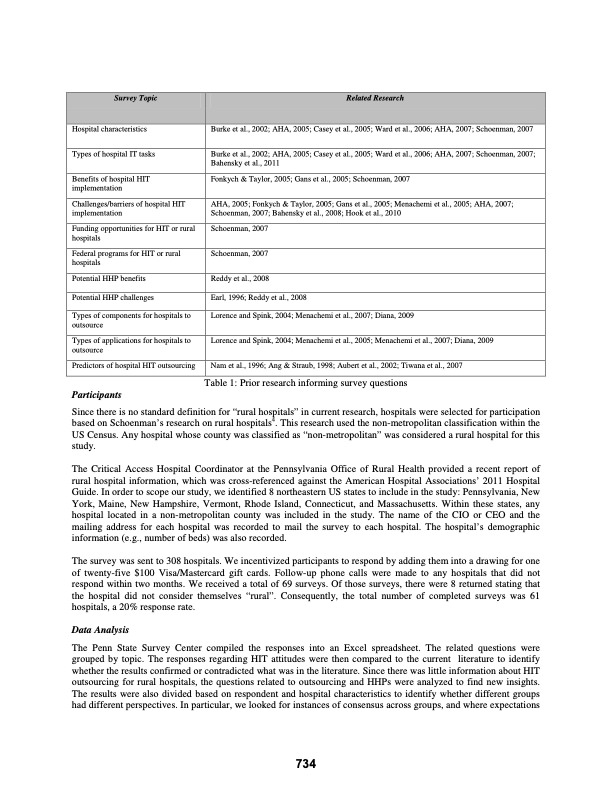 Survey Topic
Related Research
Hospital characteristics
Burke et al., 2002; AHA, 2005; Casey et al., 2005; Ward et al., 2006; AHA, 2007; Schoenman, 2007
Types of hospital IT tasks
Burke et al., 2002; AHA, 2005; Casey et al., 2005; Ward et al., 2006; AHA, 2007; Schoenman, 2007;
Bahensky et al., 2011
Benefits of hospital HIT
implementation
Fonkych & Taylor, 2005; Gans et al., 2005; Schoenman, 2007
Challenges/barriers of hospital HIT
implementation
AHA, 2005; Fonkych & Taylor, 2005; Gans et al., 2005; Menachemi et al., 2005; AHA, 2007;
Schoenman, 2007; Bahensky et al., 2008; Hook et al., 2010
Funding opportunities for HIT or rural
hospitals
Schoenman, 2007
Federal programs for HIT or rural
hospitals
Schoenman, 2007
Potential HHP benefits
Reddy et al., 2008
Potential HHP challenges
Earl, 1996; Reddy et al., 2008
Types of components for hospitals to
outsource
Lorence and Spink, 2004; Menachemi et al., 2007; Diana, 2009
Types of applications for hospitals to
outsource
Lorence and Spink, 2004; Menachemi et al., 2005; Menachemi et al., 2007; Diana, 2009
Predictors of hospital HIT outsourcing
Nam et al., 1996; Ang & Straub, 1998; Aubert et al., 2002; Tiwana et al., 2007
Table 1: Prior research informing survey questions
Participants
Since there is no standard definition for “rural hospitals” in current research, hospitals were selected for participation
based on Schoenman’s research on rural hospitals⁴. This research used the non-metropolitan classification within the
US Census. Any hospital whose county was classified as “non-metropolitan” was considered a rural hospital for this
study.
The Critical Access Hospital Coordinator at the Pennsylvania Office of Rural Health provided a recent report of
rural hospital information, which was cross-referenced against the American Hospital Associations’ 2011 Hospital
Guide. In order to scope our study, we identified 8 northeastern US states to include in the study: Pennsylvania, New
York, Maine, New Hampshire, Vermont, Rhode Island, Connecticut, and Massachusetts. Within these states, any
hospital located in a non-metropolitan county was included in the study. The name of the CIO or CEO and the
mailing address for each hospital was recorded to mail the survey to each hospital. The hospital’s demographic
information (e.g., number of beds) was also recorded.
The survey was sent to 308 hospitals. We incentivized participants to respond by adding them into a drawing for one
of twenty-five $100 Visa/Mastercard gift cards. Follow-up phone calls were made to any hospitals that did not
respond within two months. We received a total of 69 surveys. Of those surveys, there were 8 returned stating that
the hospital did not consider themselves “rural”. Consequently, the total number of completed surveys was 61
hospitals, a 20% response rate.
Data Analysis
The Penn State Survey Center compiled the responses into an Excel spreadsheet. The related questions were
grouped by topic. The responses regarding HIT attitudes were then compared to the current literature to identify
whether the results confirmed or contradicted what was in the literature. Since there was little information about HIT
outsourcing for rural hospitals, the questions related to outsourcing and HHPs were analyzed to find new insights.
The results were also divided based on respondent and hospital characteristics to identify whether different groups
had different perspectives. In particular, we looked for instances of consensus across groups, and where expectations
734